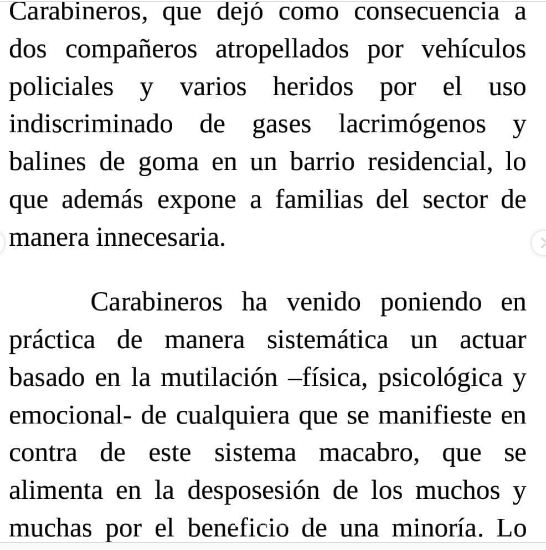 Carabineros, que dejó como consecuencia a
dos compañeros atropellados por vehículos
policiales y varios heridos por el uso
indiscriminado de gases lacrimógenos y
balines de goma en un barrio residencial, lo
que además expone a familias del sector de
manera innecesaria.
Carabineros ha venido poniendo en
práctica de manera sistemática un actuar
basado en la mutilación –física, psicológica y
emocional- de cualquiera que se manifieste en
contra de este sistema macabro, que se
alimenta en la desposesión de los muchos y
muchas por el beneficio de una minoría. Lo